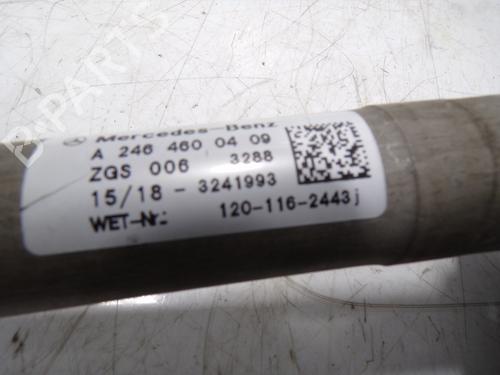 B-PARTS
Mercedes-Benz
A 246 460 04 09
ZGS 006 3288
15/18 - 3241993
WET-Nr.: 120-116-2443j